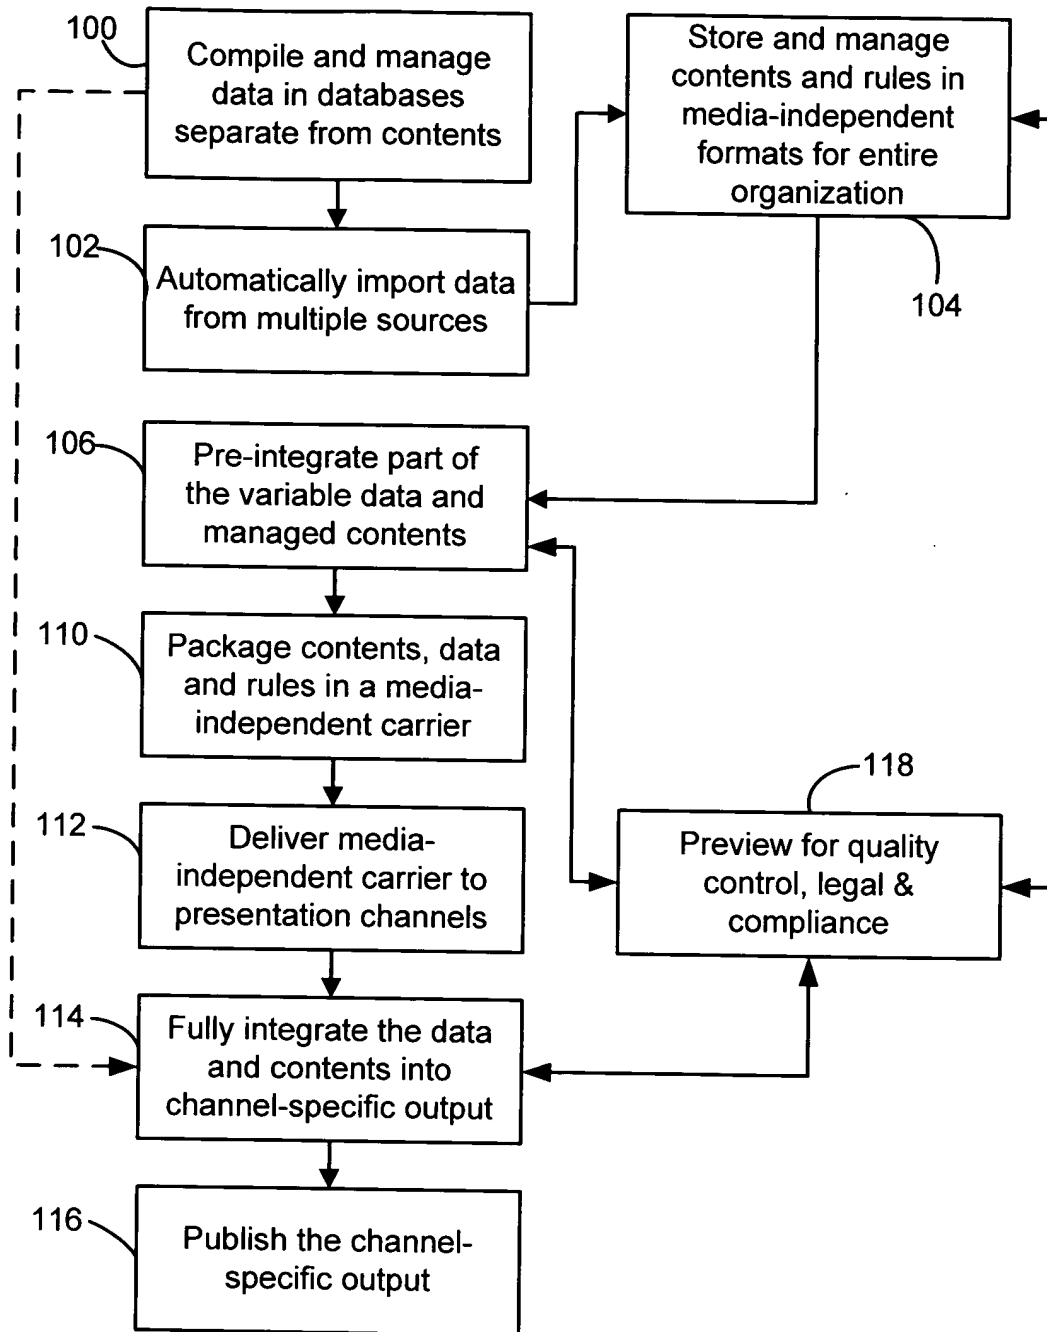 100
Compile and manage
data in databases
separate from contents
Store and manage
contents and rules in
media-independent
formats for entire
organization
104
102
Automatically import data
from multiple sources
106
Pre-integrate part of
the variable data and
managed contents
110
Package contents, data
and rules in a media-
independent carrier
112
Deliver media-
independent carrier to
presentation channels
118
Preview for quality
control, legal &
compliance
114
Fully integrate the data
and contents into
channel-specific output
116
Publish the channel-
specific output